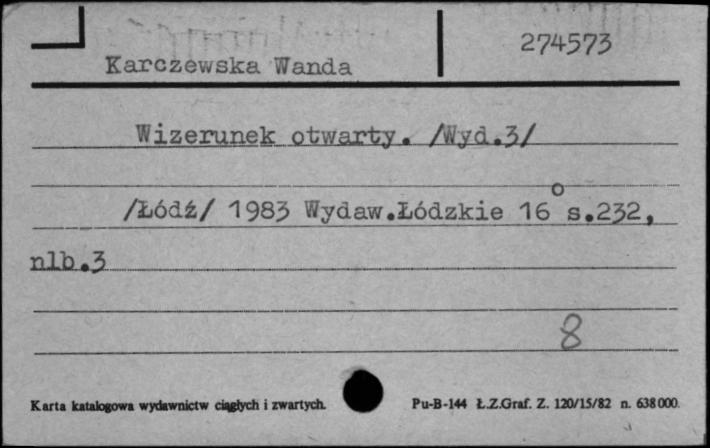 274573
Karczewska Wanda
Wizerunek otwarty. /Wyd.3/
/Łódź/ 1983 Wydaw.Łódzkie 16° s.232,
nlb.3
8
Karta katalogowa wydawnictw ciągłych i zwartych. Pu-B-144 Ł.Z.Graf. Z. 120/15/82 n. 638000.